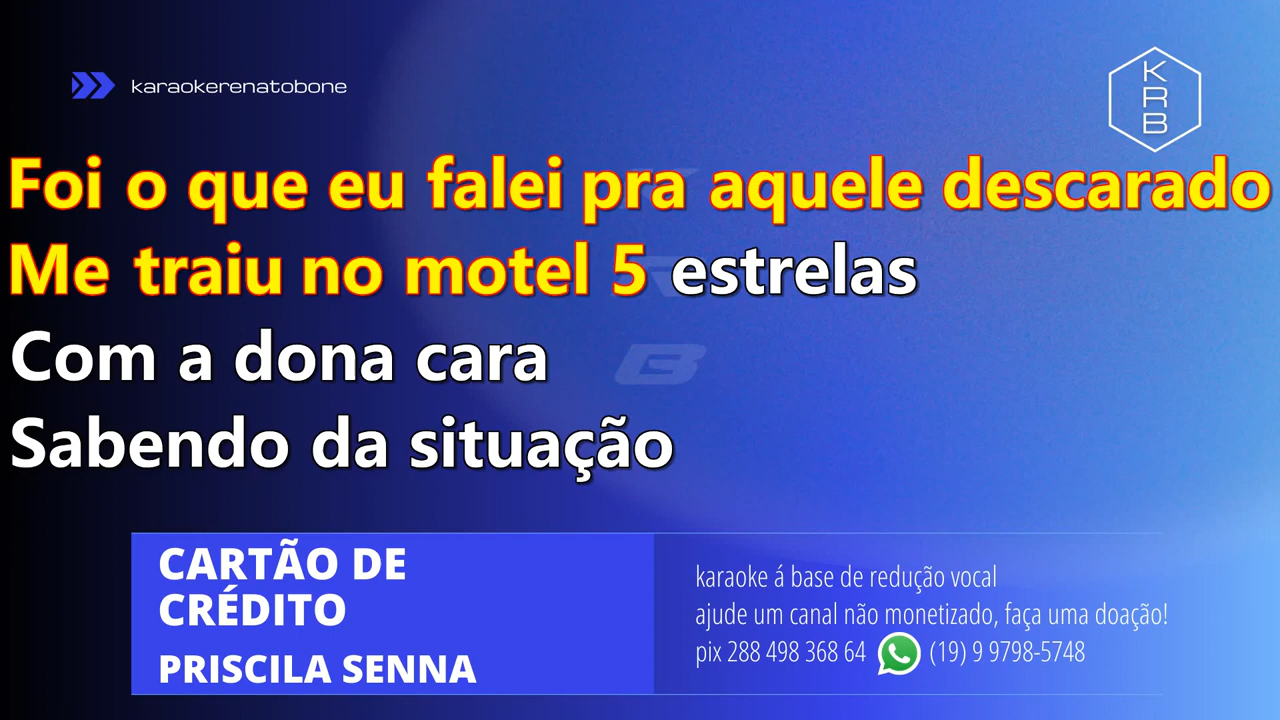 karaokerenatobone
K
R
B
Foi o que eu falei pra aquele descarado
Me traiu no motel 5 estrelas
Com a dona cara
Sabendo da situação
CARTÃO DE
CRÉDITO
PRISCILA SENNA
karaoke á base de redução vocal
ajude um canal não monetizado, faça uma doação!
pix 288 498 368 64 (19) 9 9798-5748